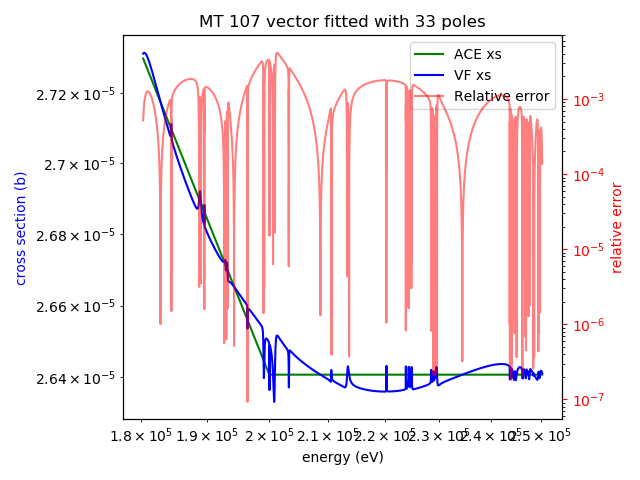 MT 107 vector fitted with 33 poles
ACE xs
VF xs
Relative error
2.72 × 10⁻⁵
2.7 × 10⁻⁵
2.68 × 10⁻⁵
2.66 × 10⁻⁵
2.64 × 10⁻⁵
cross section (b)
10⁻³
10⁻⁴
10⁻⁵
10⁻⁶
10⁻⁷
relative error
1.8 × 10⁵ 1.9 × 10⁵ 2 × 10⁵ 2.1 × 10⁵ 2.2 × 10⁵ 2.3 × 10⁵ 2.4 × 10⁵ 2.5 × 10⁵
energy (eV)